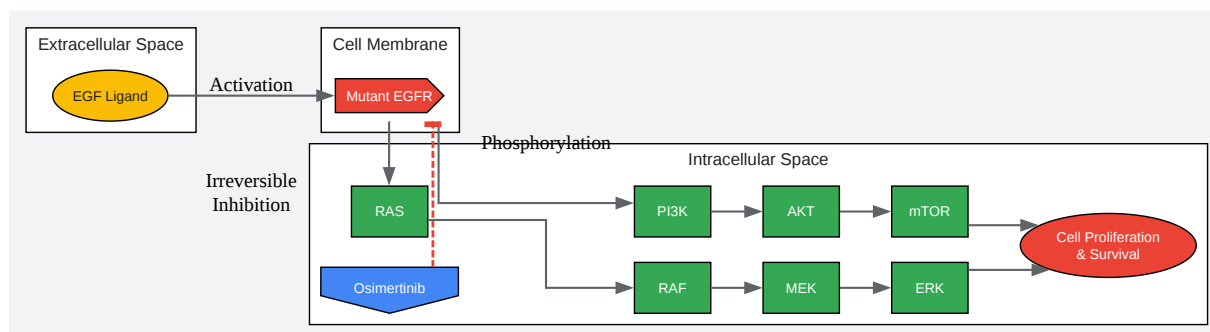 Extracellular Space
Cell Membrane
EGF Ligand
Activation
Mutant EGFR
Phosphorylation
Intracellular Space
Irreversible
Inhibition
RAS
PI3K
AKT
mTOR
Cell Proliferation
& Survival
Osimertinib
RAF
MEK
ERK